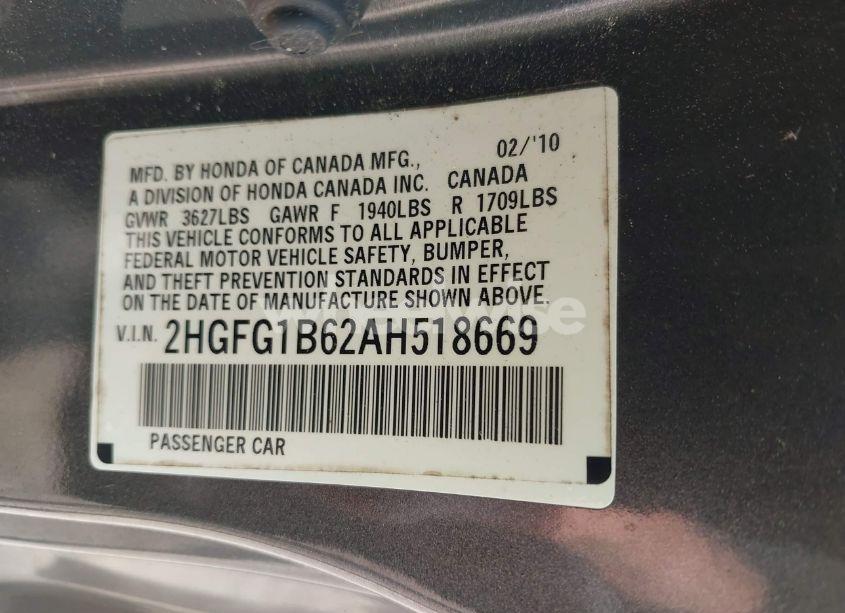 MFD. BY HONDA OF CANADA MFG., 02/'10
A DIVISION OF HONDA CANADA INC. CANADA
GVWR 3627LBS GAWR F 1940LBS R 1709LBS
THIS VEHICLE CONFORMS TO ALL APPLICABLE
FEDERAL MOTOR VEHICLE SAFETY, BUMPER,
AND THEFT PREVENTION STANDARDS IN EFFECT
ON THE DATE OF MANUFACTURE SHOWN ABOVE.
V.I.N. 2HGFG1B62AH518669
PASSENGER CAR